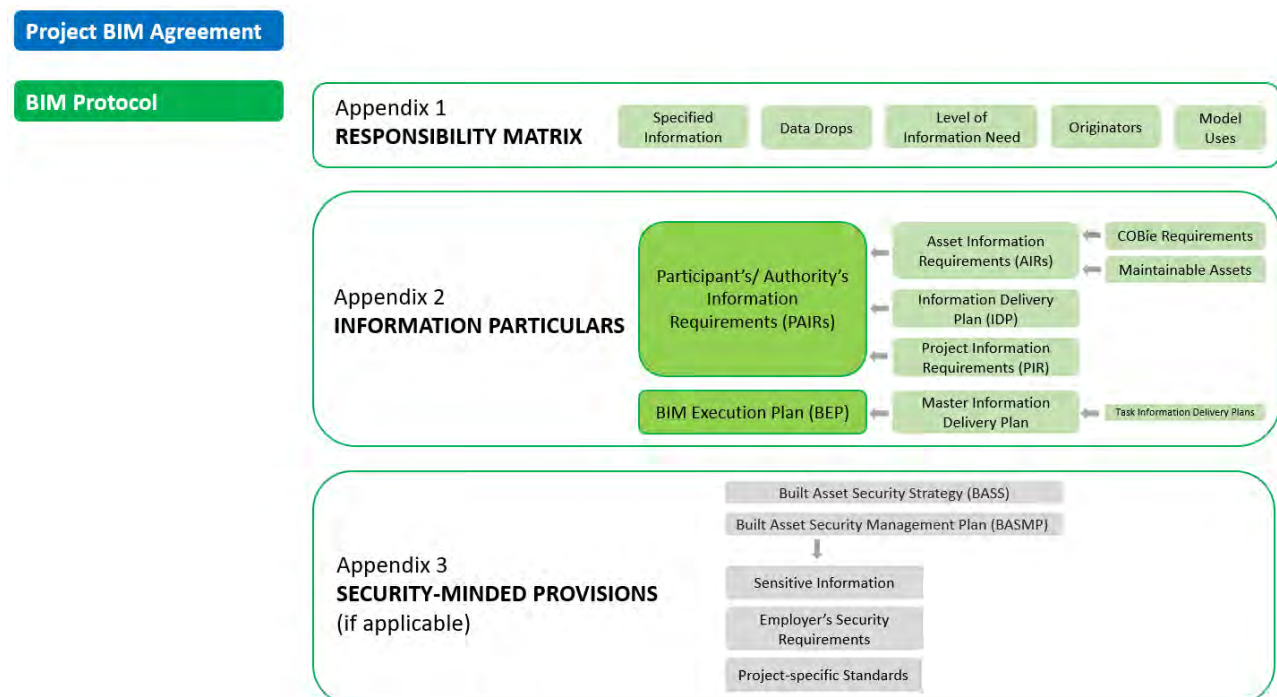 Project BIM Agreement
BIM Protocol
Appendix 1
RESPONSIBILITY MATRIX
Specified
Information
Data Drops
Level of
Information Need
Originators
Model
Uses
Appendix 2
INFORMATION PARTICULARS
Participant's/ Authority's
Information
Requirements (PAIRs)
Asset Information
Requirements (AIRs)
COBie Requirements
Maintainable Assets
Information Delivery
Plan (IDP)
Project Information
Requirements (PIR)
BIM Execution Plan (BEP)
Master Information
Delivery Plan
Task Information Delivery Plans
Appendix 3
SECURITY-MINDED PROVISIONS
(if applicable)
Built Asset Security Strategy (BASS)
Built Asset Security Management Plan (BASMP)
Sensitive Information
Employer's Security
Requirements
Project-specific Standards